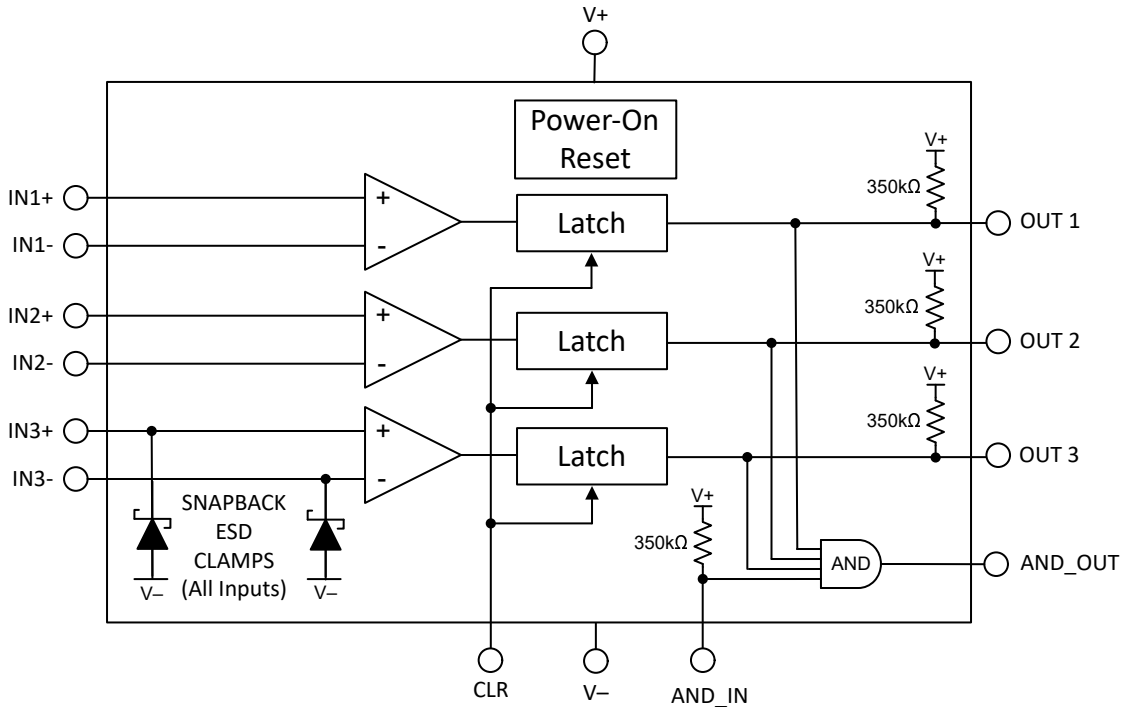 V+
Power-On
Reset
V+
350kΩ
IN1+
+
Latch
OUT 1
IN1-
-
V+
350kΩ
IN2+
+
Latch
OUT 2
IN2-
-
V+
350kΩ
IN3+
+
Latch
OUT 3
IN3-
-
SNAPBACK
ESD
CLAMPS
(All Inputs)
V–
V–
V+
350kΩ
AND
AND_OUT
CLR
V–
AND_IN